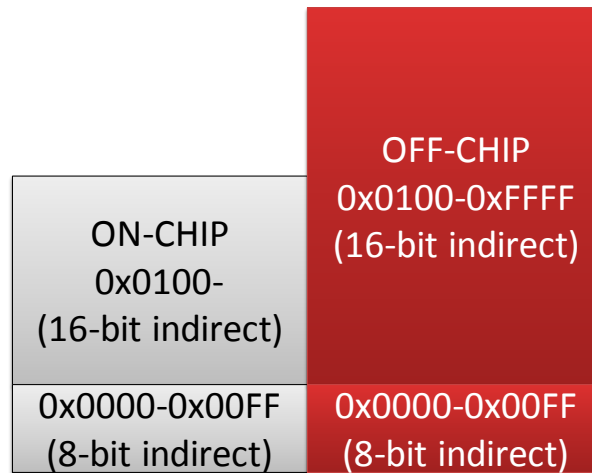 ON-CHIP
0x0100-
(16-bit indirect)
0x0000-0x00FF
(8-bit indirect)
OFF-CHIP
0x0100-0xFFFF
(16-bit indirect)
0x0000-0x00FF
(8-bit indirect)